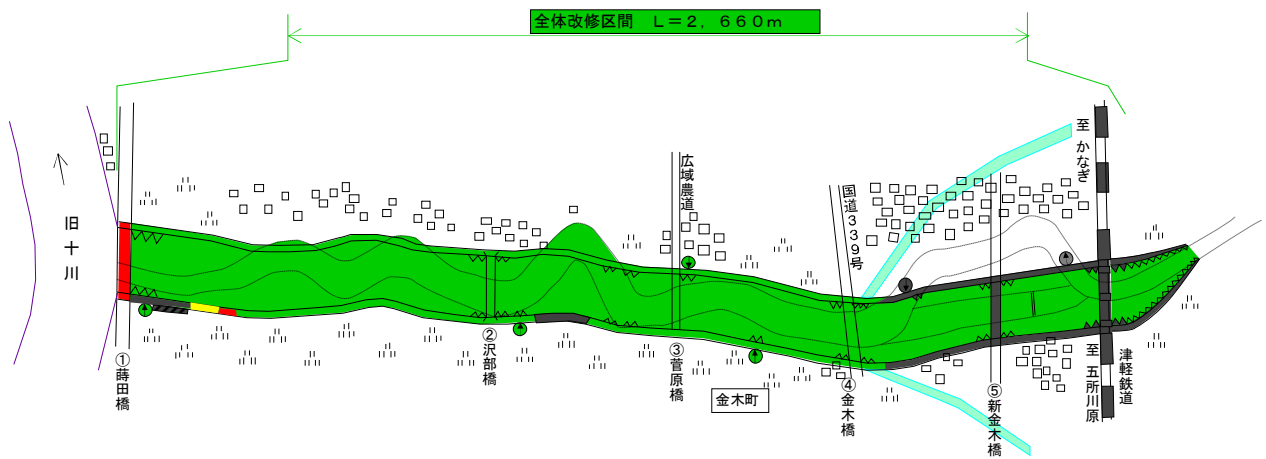 全体改修区間　Ｌ＝２，６６０ｍ
至 かなぎ
広域農道
国道３３９号
旧十川
①蒔田橋
②沢部橋
③菅原橋
④金木橋
⑤新金木橋
至 五所川原
津軽鉄道
金木町